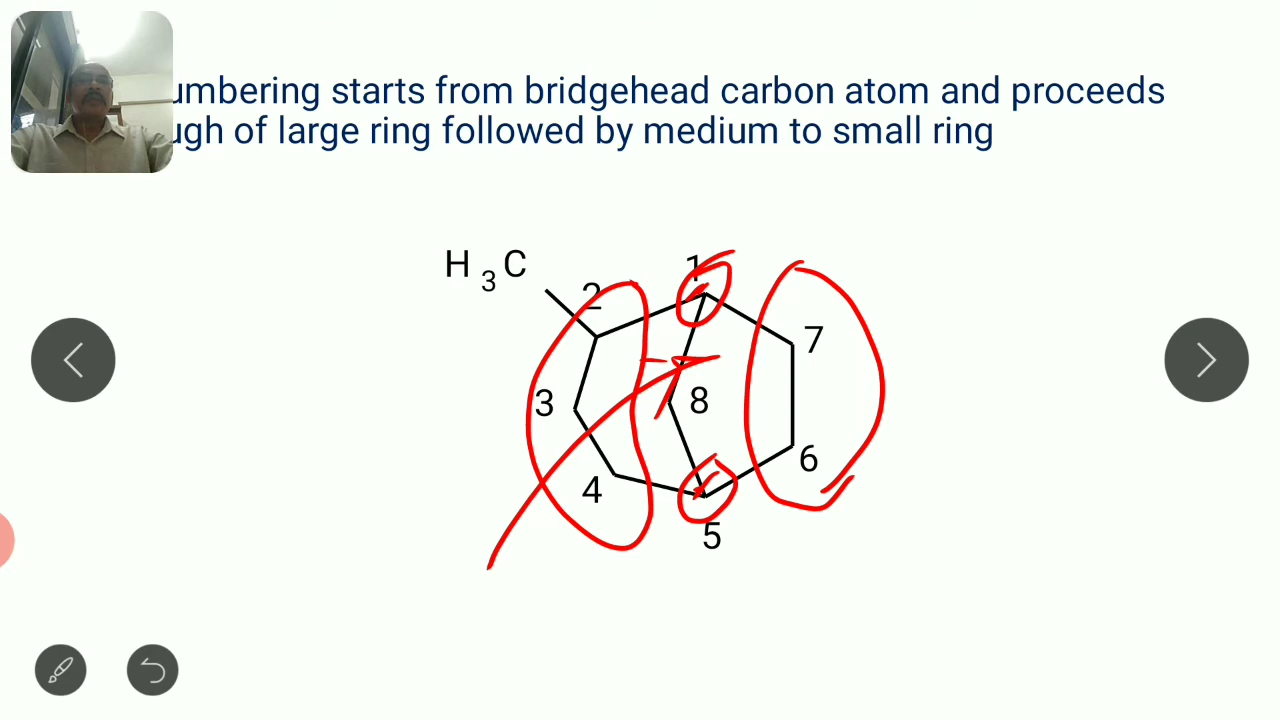 umbering starts from bridgehead carbon atom and proceeds
ugh of large ring followed by medium to small ring
H3C
2
1
7
3
8
6
4
5